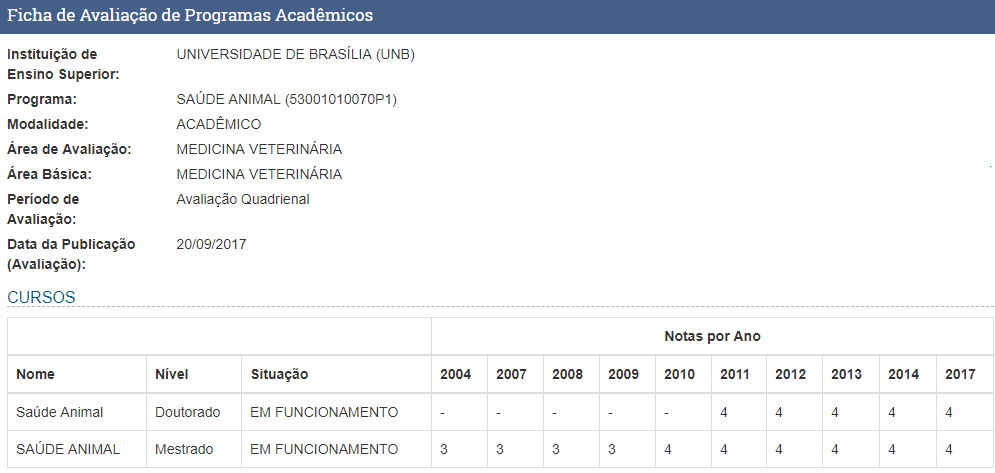 Ficha de Avaliação de Programas Acadêmicos
Instituição de UNIVERSIDADE DE BRASÍLIA (UNB)
Ensino Superior:
Programa: SAÚDE ANIMAL (53001010070P1)
Modalidade: ACADÊMICO
Área de Avaliação: MEDICINA VETERINÁRIA
Área Básica: MEDICINA VETERINÁRIA
Período de Avaliação Quadrienal
Avaliação:
Data da Publicação 20/09/2017
(Avaliação):
CURSOS
Notas por Ano
Nome Nível Situação 2004 2007 2008 2009 2010 2011 2012 2013 2014 2017
Saúde Animal Doutorado EM FUNCIONAMENTO - - - - - 4 4 4 4 4
SAÚDE ANIMAL Mestrado EM FUNCIONAMENTO 3 3 3 3 4 4 4 4 4 4